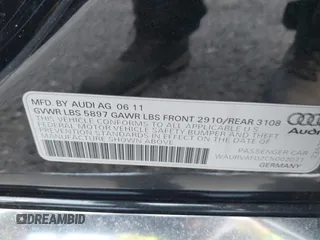 MFD. BY AUDI AG 06 11
GVWR LBS 5897 GAWR LBS FRONT 2910/REAR 3108
THIS VEHICLE CONFORMS TO ALL APPLICABLE U S
FEDERAL MOTOR VEHICLE SAFETY BUMPER AND THEFT
PREVENTION STANDARDS IN EFFECT ON THE DATE OF
MANUFACTURE SHOWN ABOVE
Audi
PASSENGER CAR
GERMANY
DREAMBID